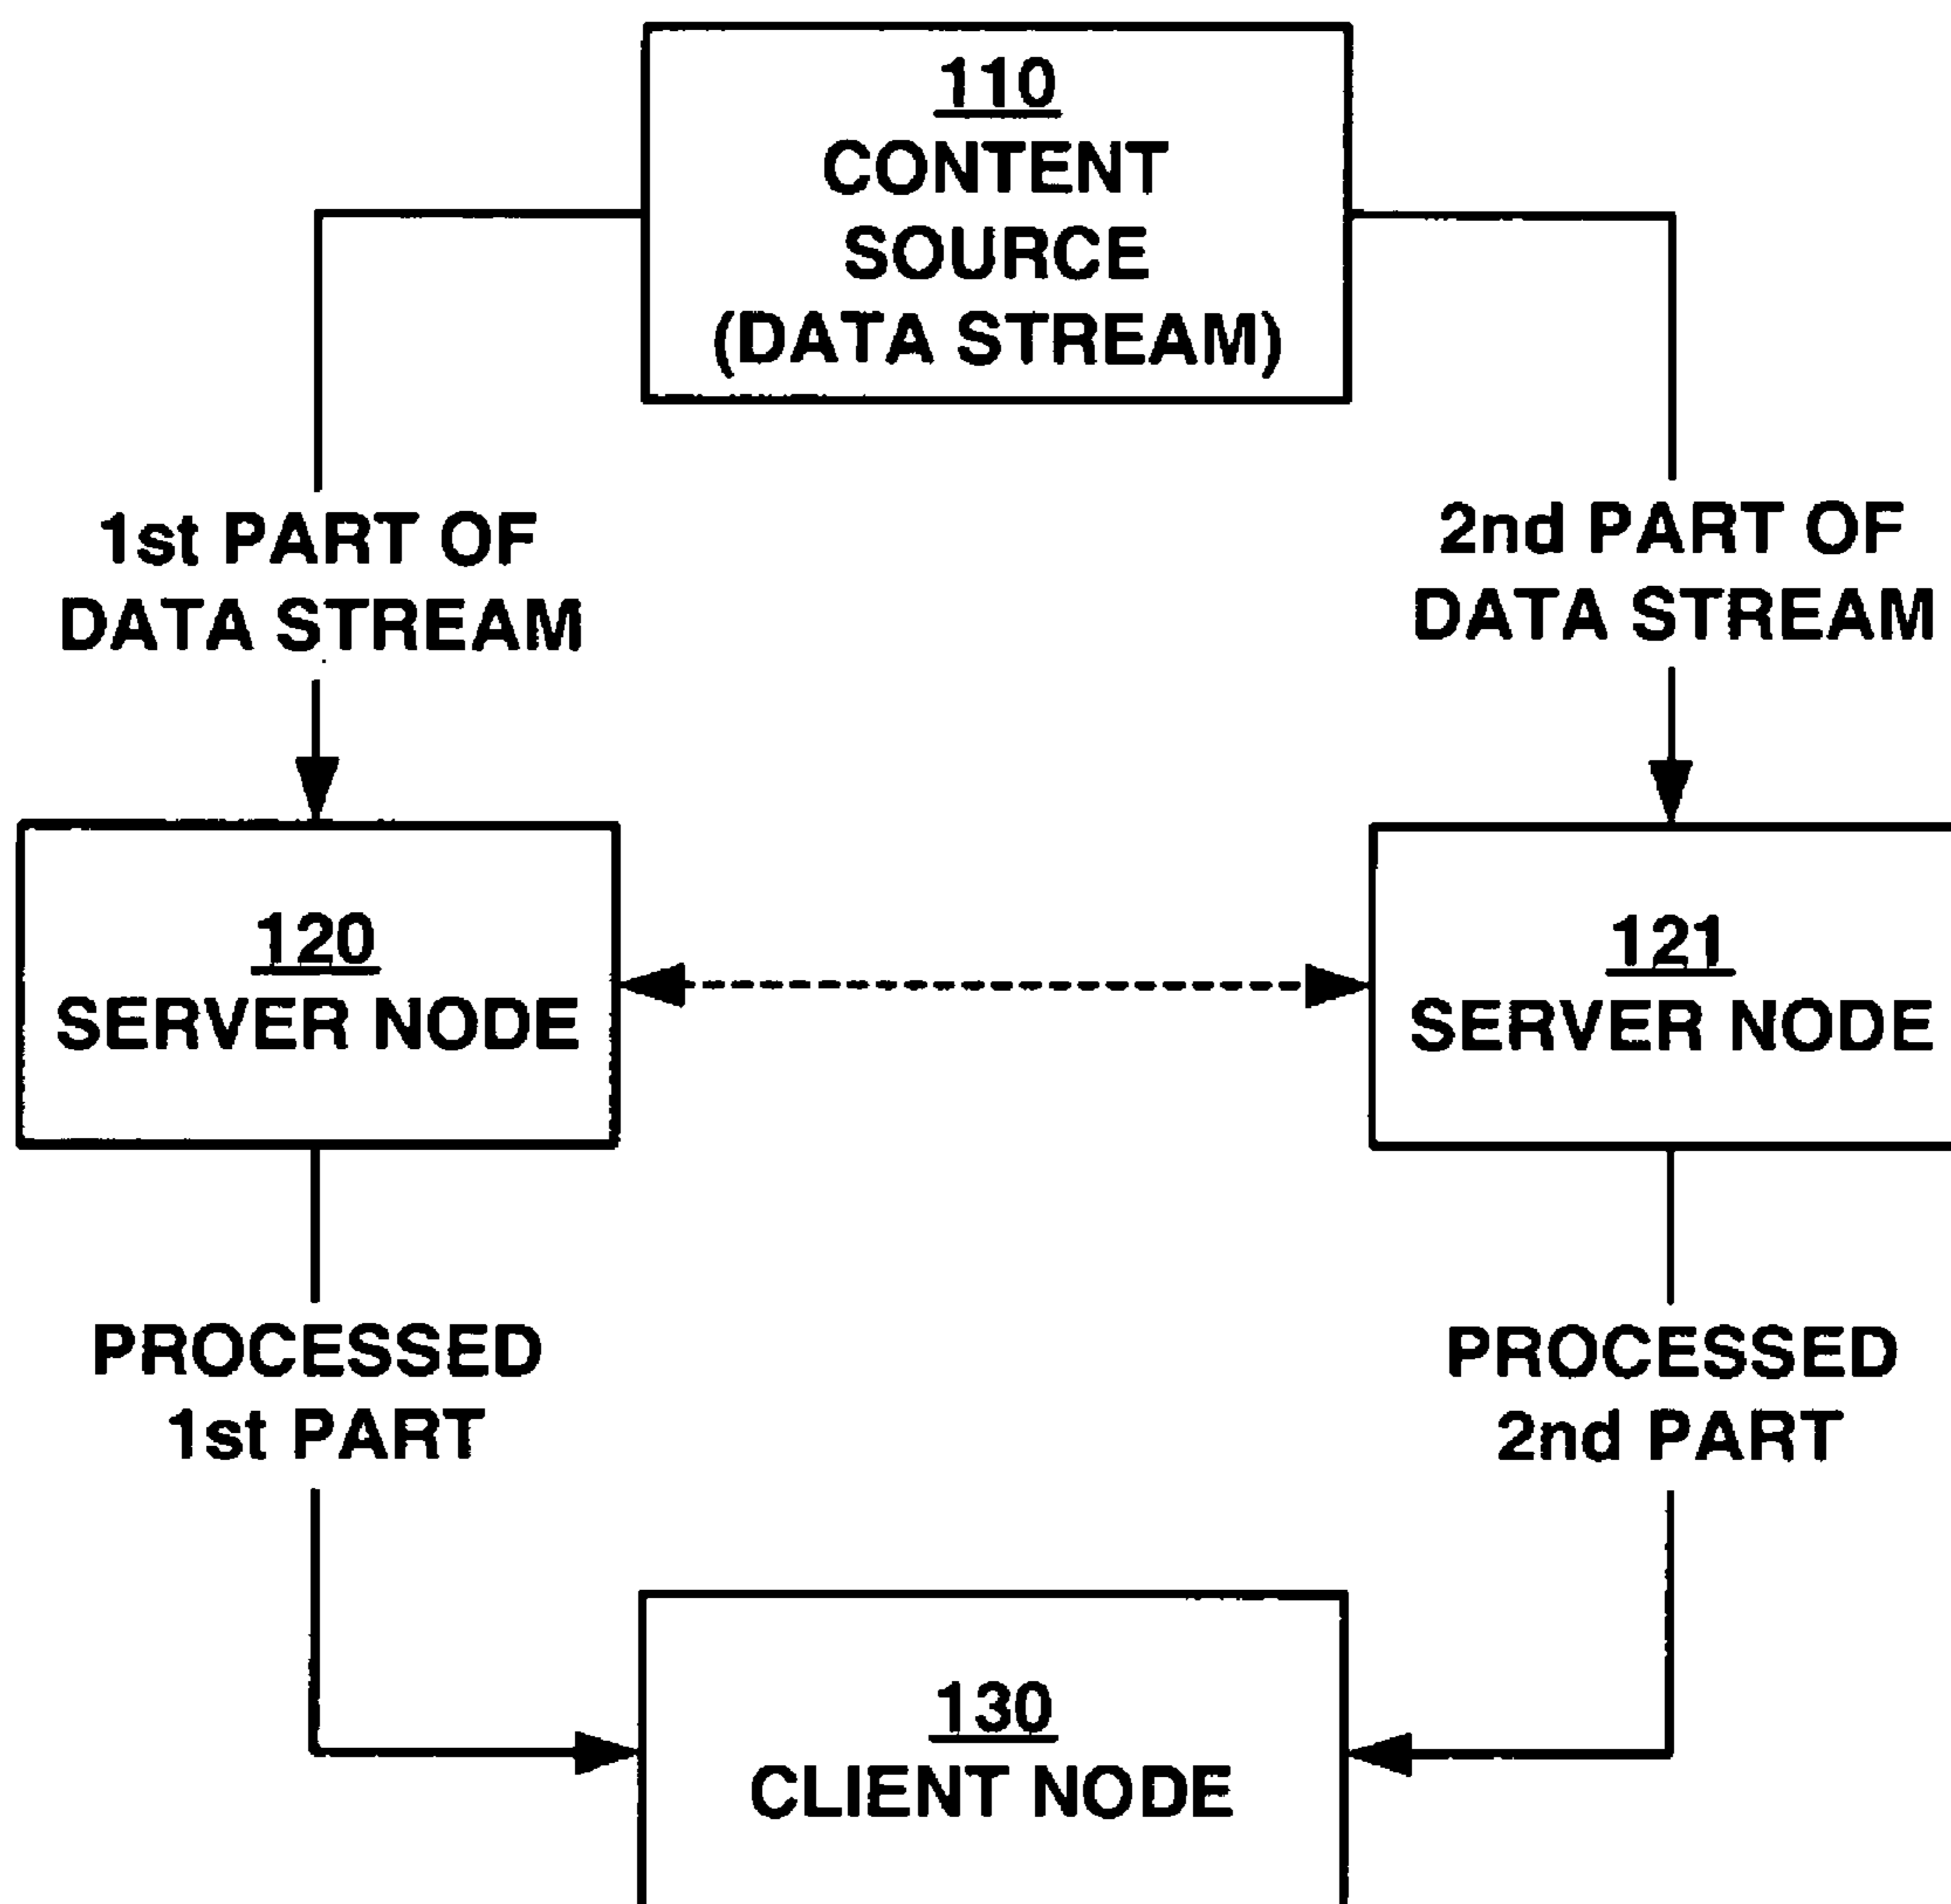 110
CONTENT
SOURCE
(DATA STREAM)
1st PART OF
DATA STREAM
2nd PART OF
DATA STREAM
120
SERVER NODE
121
SERVER NODE
PROCESSED
1st PART
PROCESSED
2nd PART
130
CLIENT NODE